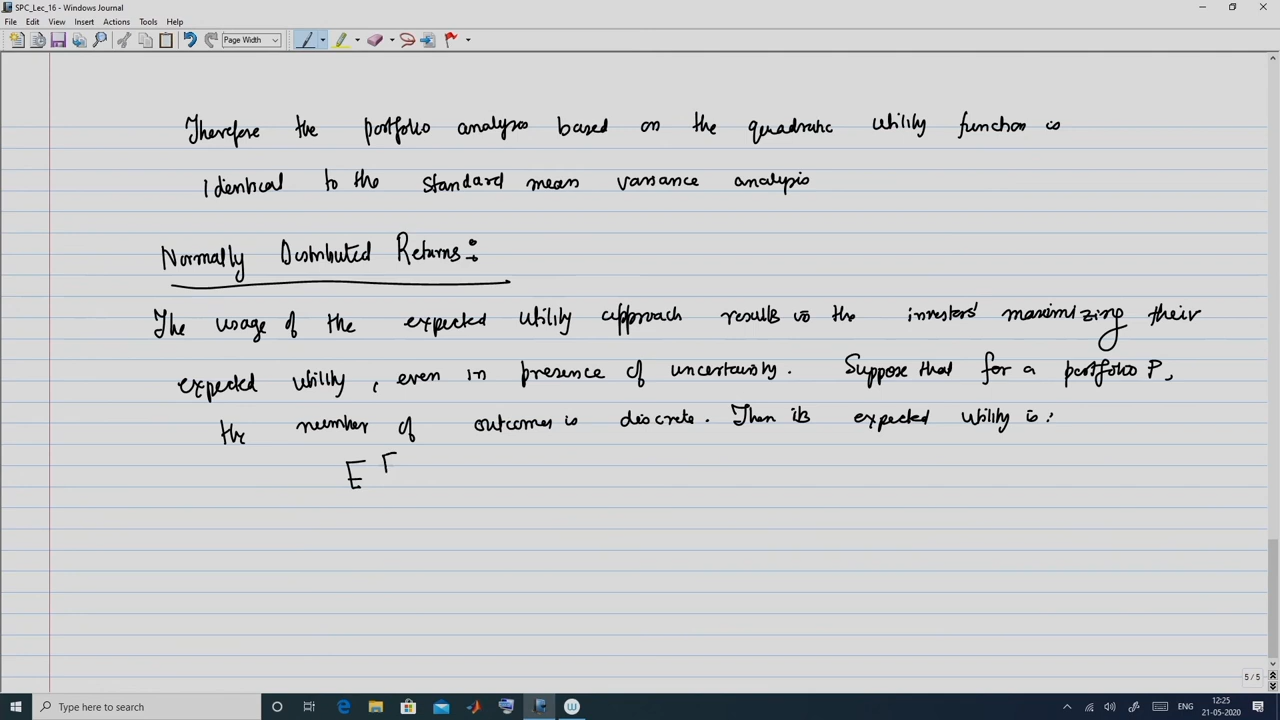 SPC_Lec_16 - Windows Journal
File Edit View Insert Actions Tools Help
Page Width
Therefore the portfolio analysis based on the quadratic utility function is
identical to the standard mean variance analysis
Normally Distributed Returns:
The usage of the expected utility approach results in the investors' maximizing their
expected utility, even in presence of uncertainty. Suppose that for a portfolio P,
the number of outcomes is discrete. Then its expected utility is:
E [
5 / 5
Type here to search
ENG
12:25
21-05-2020